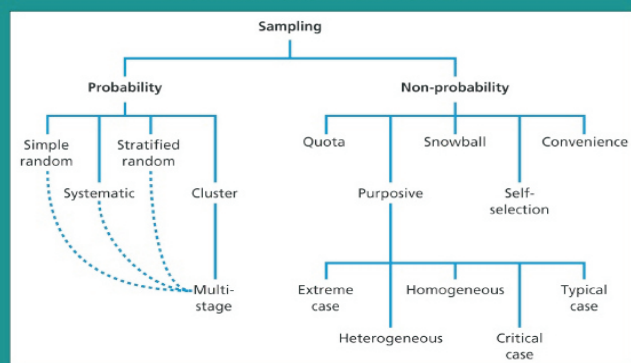 Sampling
Probability
Non-probability
Simple
random
Stratified
random
Quota
Snowball
Convenience
Systematic
Cluster
Purposive
Self-
selection
Multi-
stage
Extreme
case
Homogeneous
Typical
case
Heterogeneous
Critical
case